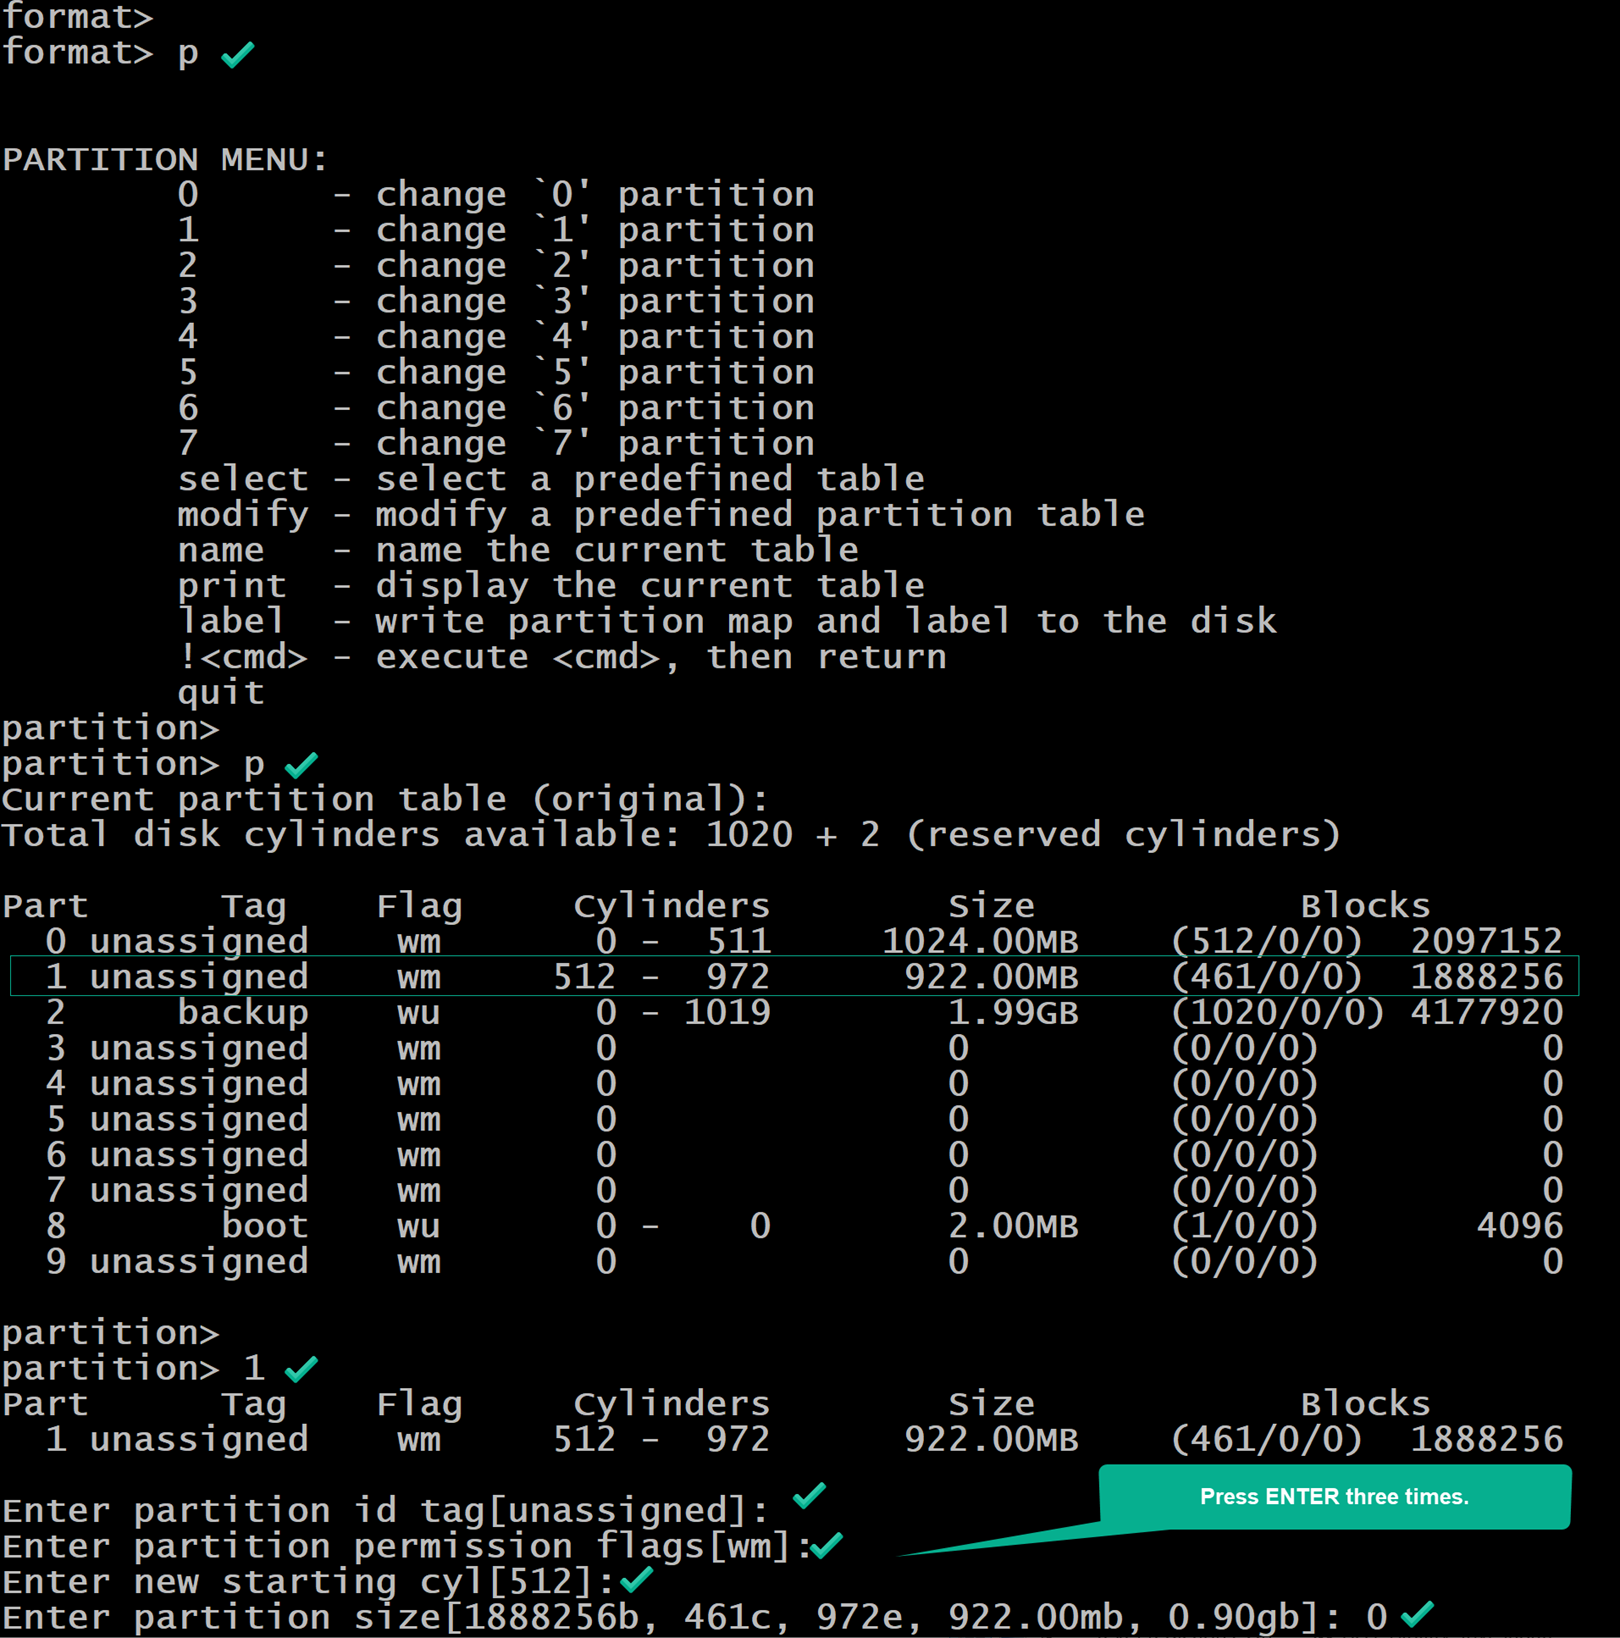 format>
format> p
PARTITION MENU:
        0      - change `0' partition
        1      - change `1' partition
        2      - change `2' partition
        3      - change `3' partition
        4      - change `4' partition
        5      - change `5' partition
        6      - change `6' partition
        7      - change `7' partition
        select - select a predefined table
        modify - modify a predefined partition table
        name   - name the current table
        print  - display the current table
        label  - write partition map and label to the disk
        !<cmd> - execute <cmd>, then return
        quit
partition>
partition> p
Current partition table (original):
Total disk cylinders available: 1020 + 2 (reserved cylinders)
Part      Tag    Flag     Cylinders        Size            Blocks
  0 unassigned    wm       0 -  511     1024.00MB    (512/0/0)  2097152
  1 unassigned    wm     512 -  972      922.00MB    (461/0/0)  1888256
  2     backup    wu       0 - 1019        1.99GB    (1020/0/0) 4177920
  3 unassigned    wm       0               0         (0/0/0)          0
  4 unassigned    wm       0               0         (0/0/0)          0
  5 unassigned    wm       0               0         (0/0/0)          0
  6 unassigned    wm       0               0         (0/0/0)          0
  7 unassigned    wm       0               0         (0/0/0)          0
  8       boot    wu       0 -    0        2.00MB    (1/0/0)       4096
  9 unassigned    wm       0               0         (0/0/0)          0
partition>
partition> 1
Part      Tag    Flag     Cylinders        Size            Blocks
  1 unassigned    wm     512 -  972      922.00MB    (461/0/0)  1888256
Press ENTER three times.
Enter partition id tag[unassigned]:
Enter partition permission flags[wm]:
Enter new starting cyl[512]:
Enter partition size[1888256b, 461c, 972e, 922.00mb, 0.90gb]: 0